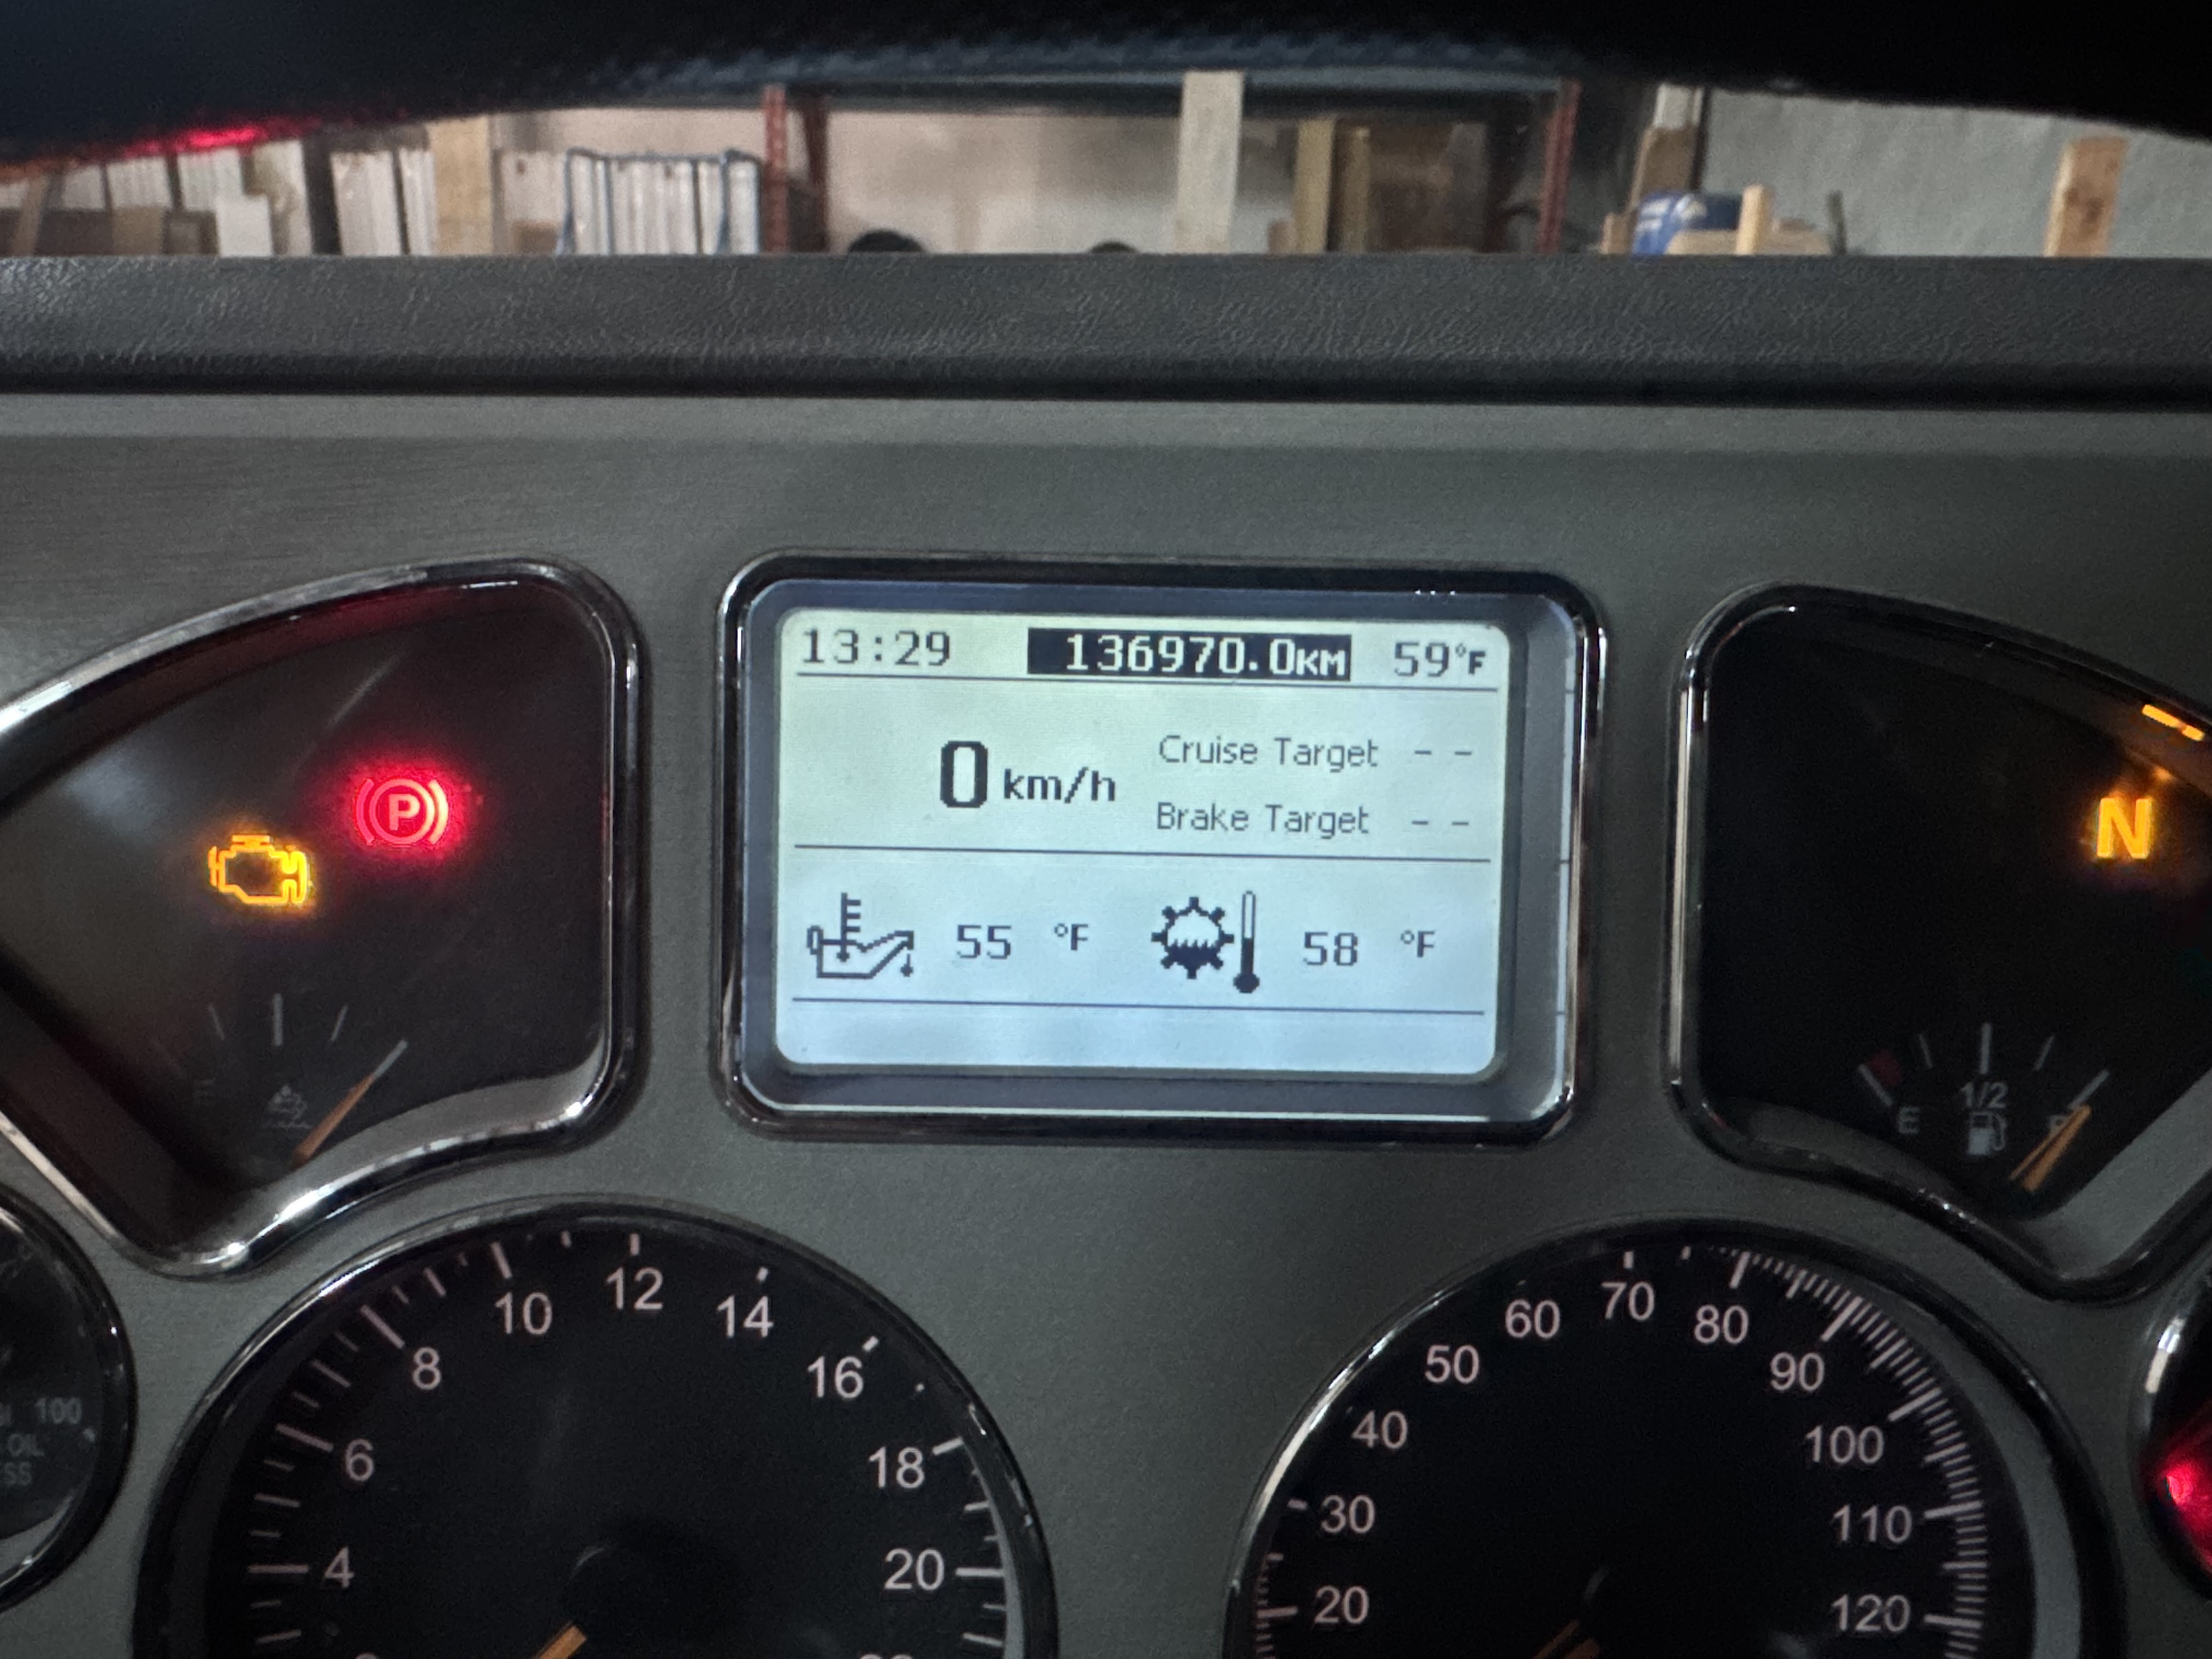 13:29 136970.0KM 59°F
0 km/h
Cruise Target - -
Brake Target - -
55 °F 58 °F
P
N
E 1/2
10 12 14
8 16
6 18
4 20
100
OIL
60 70 80
50 90
40 100
30 110
20 120